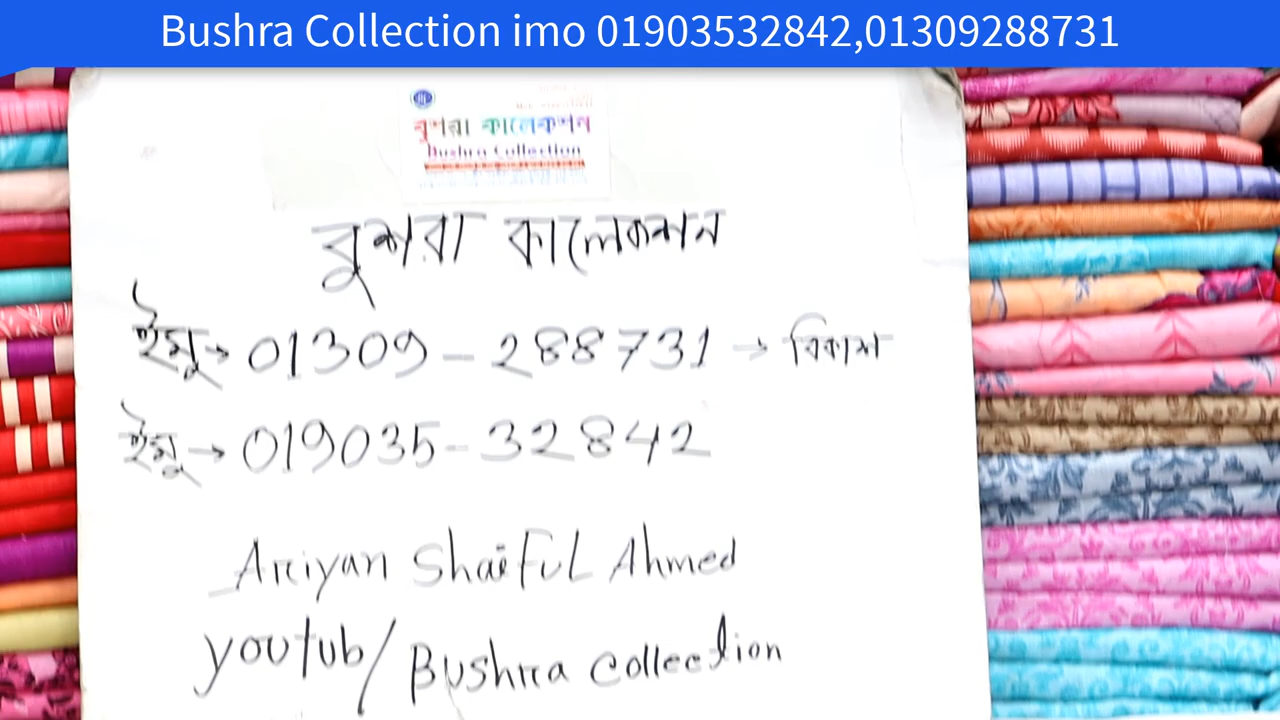 Bushra Collection imo 01903532842,01309288731
বুশরা কালেকশন
Bushra Collection
বুশরা কালেকশন
ইমু→ 01309-288731 → বিকাশ
ইমু→ 019035-32842
Ariyan Shaiful Ahmed
youtub/Bushra collection